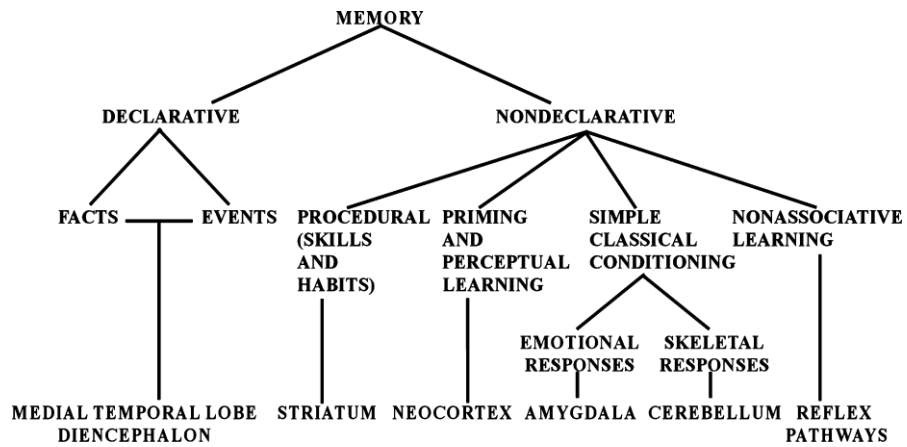 MEMORY
DECLARATIVE
NONDECLARATIVE
FACTS
EVENTS
PROCEDURAL
(SKILLS
AND
HABITS)
PRIMING
AND
PERCEPTUAL
LEARNING
SIMPLE
CLASSICAL
CONDITIONING
NONASSOCIATIVE
LEARNING
EMOTIONAL
RESPONSES
SKELETAL
RESPONSES
MEDIAL TEMPORAL LOBE
DIENCEPHALON
STRIATUM
NEOCORTEX
AMYGDALA
CEREBELLUM
REFLEX
PATHWAYS